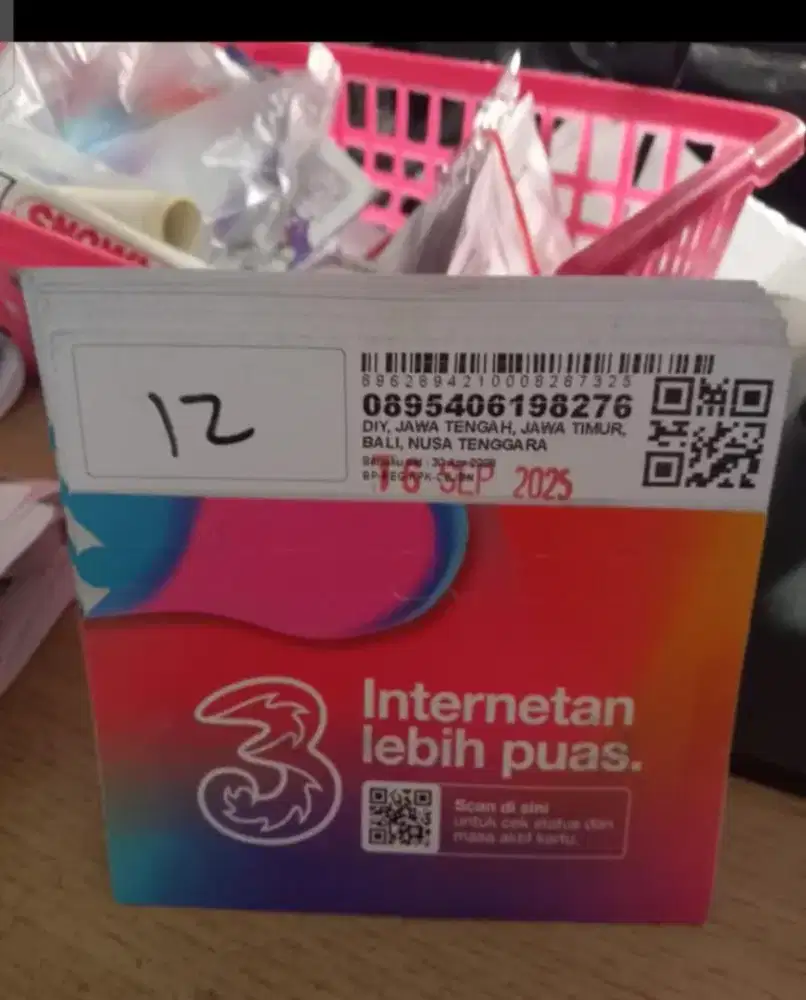 SNOWN
12
8962894210008287325
0895406198276
DIY, JAWA TENGAH, JAWA TIMUR,
BALI, NUSA TENGGARA
16 SEP 2025
3
Internetan
lebih puas.
Scan di sini
untuk cek status dan
masa aktif kartu.